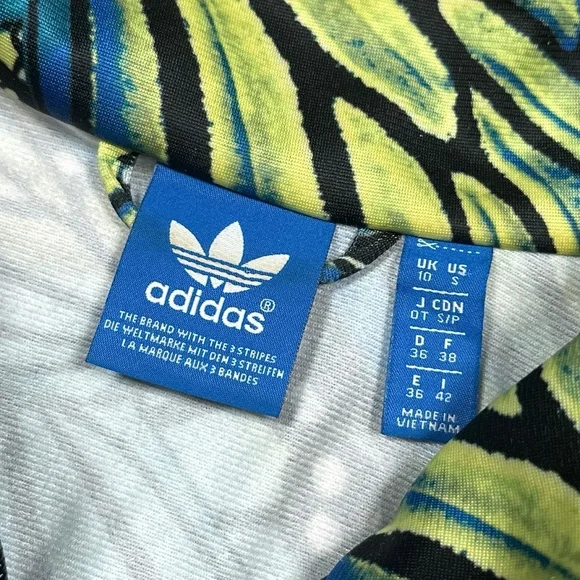 adidas®
THE BRAND WITH THE 3 STRIPES
DIE WELTMARKE MIT DEN 3 STREIFEN
LA MARQUE AUX 3 BANDES
UK US
10 S
J CDN
OT S/P
D F
36 38
E I
36 42
MADE IN
VIETNAM